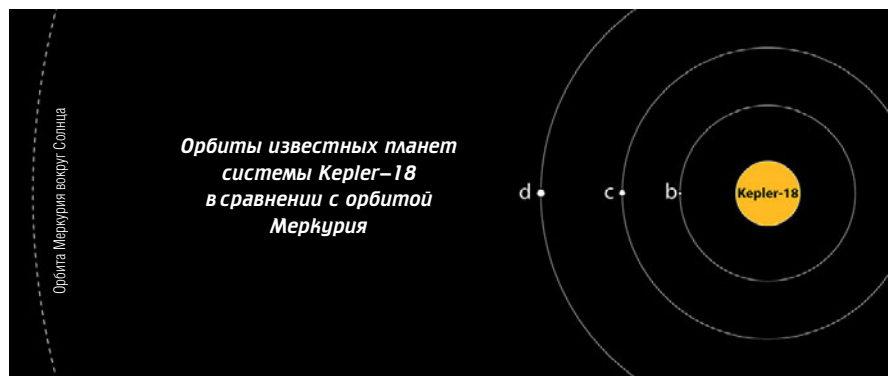 Орбита Меркурия вокруг Солнца
Орбиты известных планет
системы Kepler–18
в сравнении с орбитой
Меркурия
d
c
b
Kepler-18